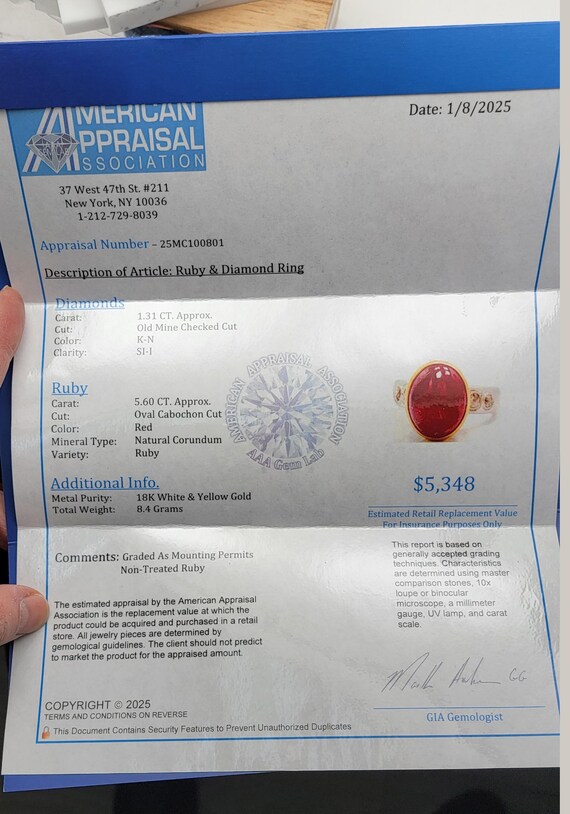 AMERICAN
APPRAISAL
ASSOCIATION
Date: 1/8/2025
37 West 47th St. #211
New York, NY 10036
1-212-729-8039
Appraisal Number – 25MC100801
Description of Article: Ruby & Diamond Ring
Diamonds
Carat: 1.31 CT. Approx.
Cut: Old Mine Checked Cut
Color: K-N
Clarity: SI-I
Ruby
Carat: 5.60 CT. Approx.
Cut: Oval Cabochon Cut
Color: Red
Mineral Type: Natural Corundum
Variety: Ruby
AMERICAN APPRAISAL ASSOCIATION
AAA Gem Lab
Additional Info.
Metal Purity: 18K White & Yellow Gold
Total Weight: 8.4 Grams
$5,348
Estimated Retail Replacement Value
For Insurance Purposes Only
Comments: Graded As Mounting Permits
Non-Treated Ruby
This report is based on
generally accepted grading
techniques. Characteristics
are determined using master
comparison stones, 10x
loupe or binocular
microscope, a millimeter
gauge, UV lamp, and carat
scale.
The estimated appraisal by the American Appraisal
Association is the replacement value at which the
product could be acquired and purchased in a retail
store. All jewelry pieces are determined by
gemological guidelines. The client should not predict
to market the product for the appraised amount.
GG
GIA Gemologist
COPYRIGHT © 2025
TERMS AND CONDITIONS ON REVERSE
This Document Contains Security Features to Prevent Unauthorized Duplicates